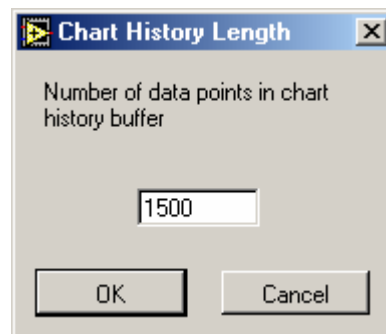 Chart History Length
Number of data points in chart
history buffer
1500
OK
Cancel